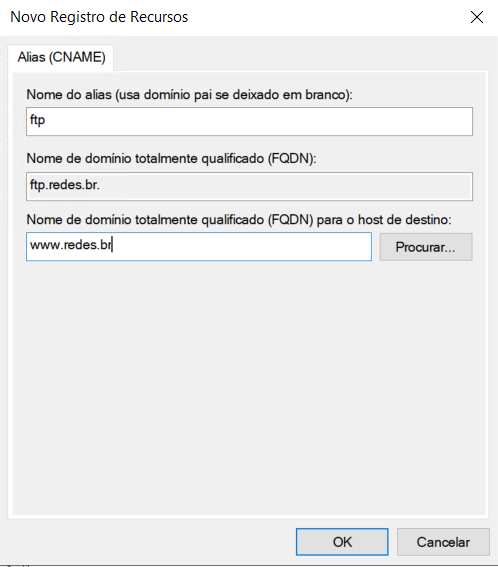 Novo Registro de Recursos
Alias (CNAME)
Nome do alias (usa domínio pai se deixado em branco):
ftp
Nome de domínio totalmente qualificado (FQDN):
ftp.redes.br.
Nome de domínio totalmente qualificado (FQDN) para o host de destino:
www.redes.br
Procurar...
OK
Cancelar